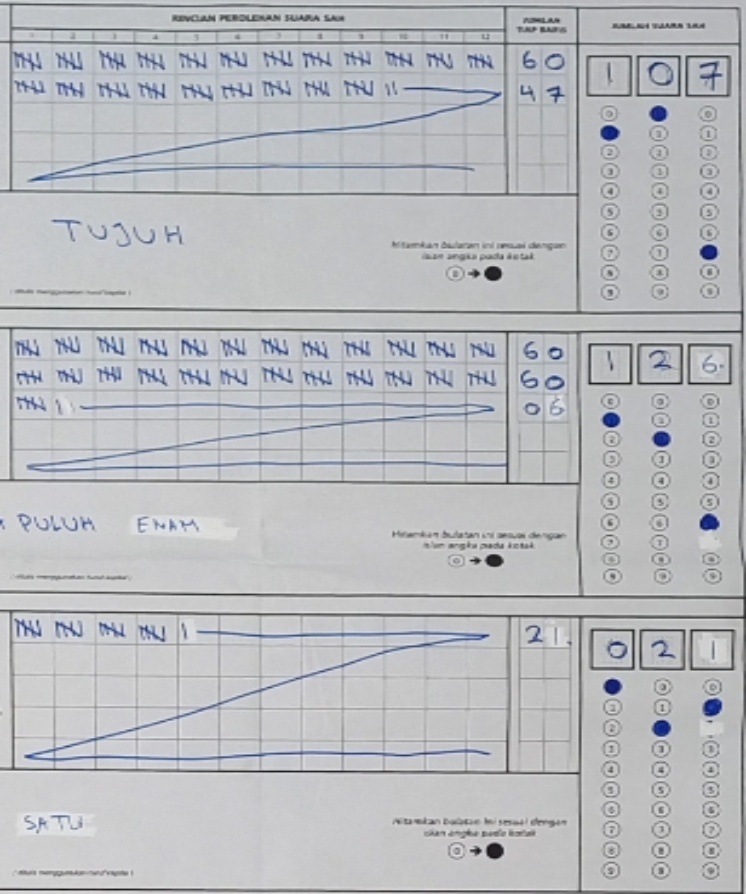 RINCIAN PEROLEHAN SUARA SAH
JUMLAH TIAP BARIS
JUMLAH SUARA SAH
1 2 3 4 5 6 7 8 9 10 11 12
60
47
1 0 7
TUJUH
Hitamkan bulatan ini sesuai dengan
isian angka pada kotak
(ditulis menggunakan huruf kapital)
60
60
06
1 2 6.
PULUH ENAM
Hitamkan bulatan ini sesuai dengan
isian angka pada kotak
(ditulis menggunakan huruf kapital)
21.
0 2 1
SATU
Hitamkan bulatan ini sesuai dengan
isian angka pada kotak
(ditulis menggunakan huruf kapital)